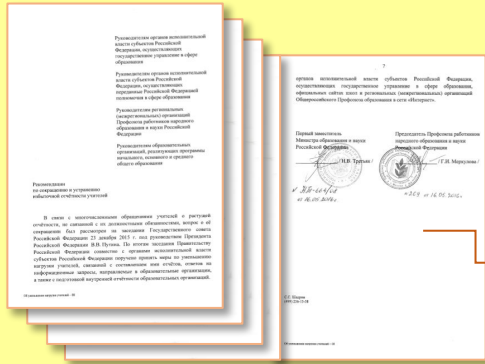 Руководителям органов исполнительной
власти субъектов Российской
Федерации, осуществляющих
государственное управление в сфере
образования
Руководителям органов исполнительной
власти субъектов Российской
Федерации, осуществляющих
переданные Российской Федерацией
полномочия в сфере образования
Руководителям региональных
(межрегиональных) организаций
Профсоюза работников народного
образования и науки Российской
Федерации
Руководителям образовательных
организаций, реализующих программы
начального, основного и среднего
общего образования
Рекомендации
по сокращению и устранению
избыточной отчётности учителей
В связи с многочисленными обращениями учителей о растущей
отчётности, не связанной с их должностными обязанностями, вопрос о её
сокращении был рассмотрен на заседании Государственного совета
Российской Федерации 23 декабря 2015 г. под руководством Президента
Российской Федерации В.В. Путина. По итогам заседания Правительству
Российской Федерации совместно с органами исполнительной власти
субъектов Российской Федерации поручено принять меры по уменьшению
нагрузки учителей, связанной с составлением ими отчётов, ответов на
информационные запросы, направляемые в образовательные организации,
а также с подготовкой внутренней отчётности образовательных организаций.
7
органов исполнительной власти субъектов Российской Федерации,
осуществляющих государственное управление в сфере образования,
официальных сайтах всех и региональных (межрегиональных) организаций
Общероссийского Профсоюза образования в сети «Интернет».
Первый заместитель
Министра образования и науки
Российской Федерации
/Н.В. Третьяк /
Председатель Профсоюза работников
народного образования и науки
Российской Федерации
/ Г.И. Меркулова /